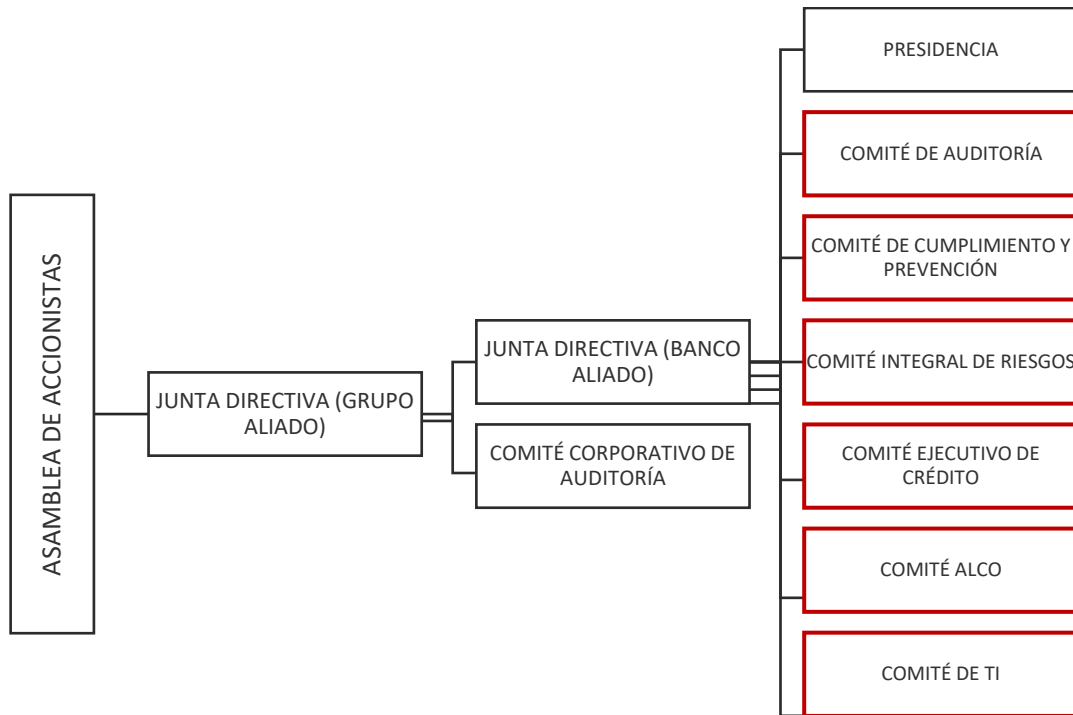 ASAMBLEA DE ACCIONISTAS
JUNTA DIRECTIVA (GRUPO
ALIADO)
JUNTA DIRECTIVA (BANCO
ALIADO)
COMITÉ CORPORATIVO DE
AUDITORÍA
PRESIDENCIA
COMITÉ DE AUDITORÍA
COMITÉ DE CUMPLIMIENTO Y
PREVENCIÓN
COMITÉ INTEGRAL DE RIESGOS
COMITÉ EJECUTIVO DE
CRÉDITO
COMITÉ ALCO
COMITÉ DE TI